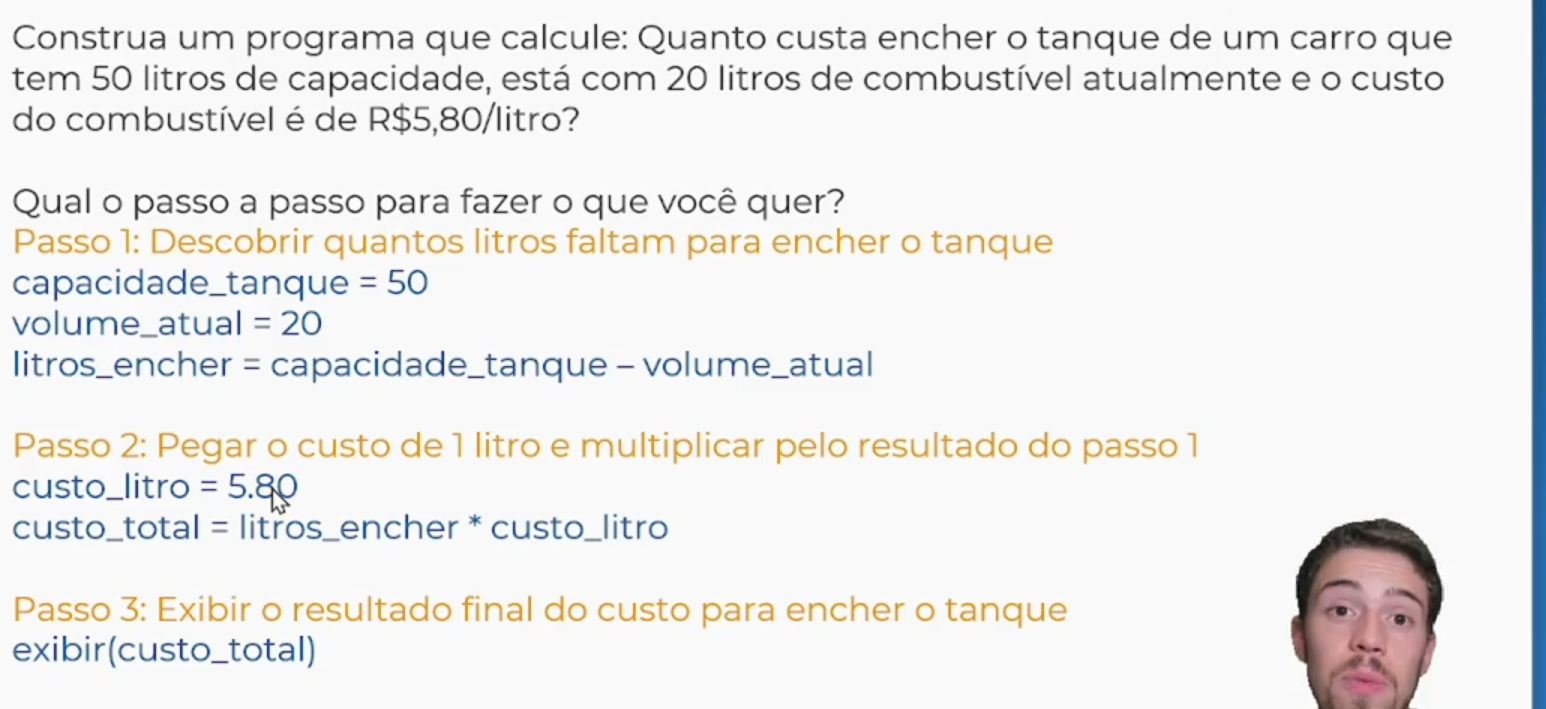 Construa um programa que calcule: Quanto custa encher o tanque de um carro que
tem 50 litros de capacidade, está com 20 litros de combustível atualmente e o custo
do combustível é de R$5,80/litro?
Qual o passo a passo para fazer o que você quer?
Passo 1: Descobrir quantos litros faltam para encher o tanque
capacidade_tanque = 50
volume_atual = 20
litros_encher = capacidade_tanque – volume_atual
Passo 2: Pegar o custo de 1 litro e multiplicar pelo resultado do passo 1
custo_litro = 5.80
custo_total = litros_encher * custo_litro
Passo 3: Exibir o resultado final do custo para encher o tanque
exibir(custo_total)